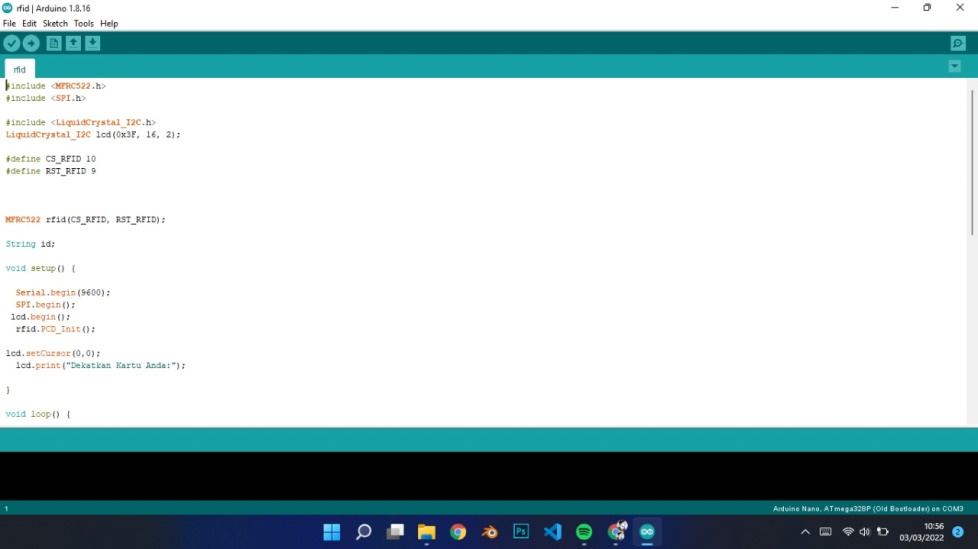 rfid | Arduino 1.8.16
File Edit Sketch Tools Help
rfid
#include <MFRC522.h>
#include <SPI.h>
#include <LiquidCrystal_I2C.h>
LiquidCrystal_I2C lcd(0x3F, 16, 2);
#define CS_RFID 10
#define RST_RFID 9
MFRC522 rfid(CS_RFID, RST_RFID);
String id;
void setup() {
Serial.begin(9600);
SPI.begin();
lcd.begin();
rfid.PCD_Init();
lcd.setCursor(0,0);
lcd.print("Dekatkan Kartu Anda:");
}
void loop() {
1
Arduino Nano, ATmega328P (Old Bootloader) on COM3
Ps
10:56
03/03/2022
2